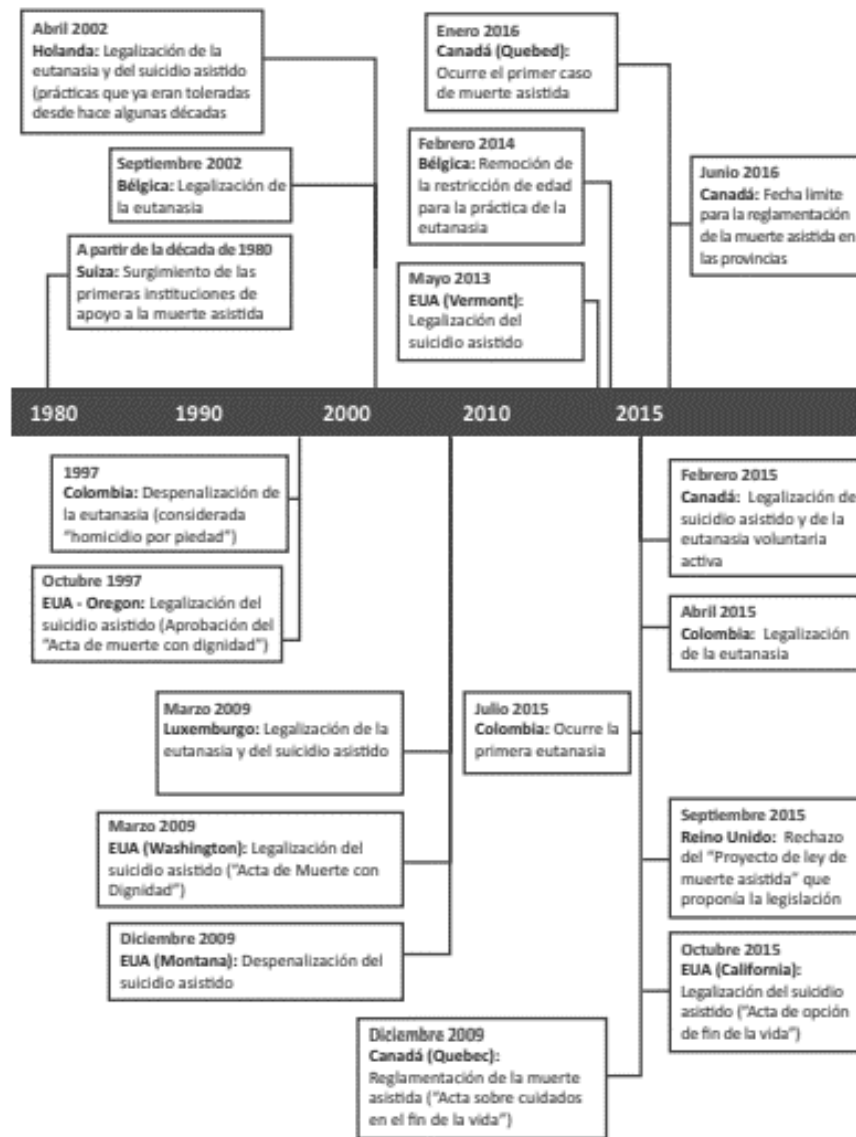 Abril 2002
Holanda: Legalización de la
eutanasia y del suicidio asistido
(prácticas que ya eran toleradas
desde hace algunas décadas
Septiembre 2002
Bélgica: Legalización de
la eutanasia
A partir de la década de 1980
Suiza: Surgimiento de las
primeras instituciones de
apoyo a la muerte asistida
Enero 2016
Canadá (Quebed):
Ocurre el primer caso
de muerte asistida
Febrero 2014
Bélgica: Remoción de
la restricción de edad
para la práctica de la
eutanasia
Mayo 2013
EUA (Vermont):
Legalización del
suicidio asistido
Junio 2016
Canadá: Fecha limite
para la reglamentación
de la muerte asistida en
las provincias
1980 1990 2000 2010 2015
1997
Colombia: Despenalización de
la eutanasia (considerada
"homicidio por piedad")
Octubre 1997
EUA - Oregon: Legalización del
suicidio asistido (Aprobación del
"Acta de muerte con dignidad")
Marzo 2009
Luxemburgo: Legalización de la
eutanasia y del suicidio asistido
Marzo 2009
EUA (Washington): Legalización del
suicidio asistido ("Acta de Muerte con
Dignidad")
Diciembre 2009
EUA (Montana): Despenalización del
suicidio asistido
Diciembre 2009
Canadá (Quebec):
Reglamentación de la muerte
asistida ("Acta sobre cuidados
en el fin de la vida")
Julio 2015
Colombia: Ocurre la
primera eutanasia
Febrero 2015
Canadá: Legalización de
suicidio asistido y de la
eutanasia voluntaria
activa
Abril 2015
Colombia: Legalización
de la eutanasia
Septiembre 2015
Reino Unido: Rechazo
del "Proyecto de ley de
muerte asistida" que
proponía la legislación
Octubre 2015
EUA (California):
Legalización del suicidio
asistido ("Acta de opción
de fin de la vida")